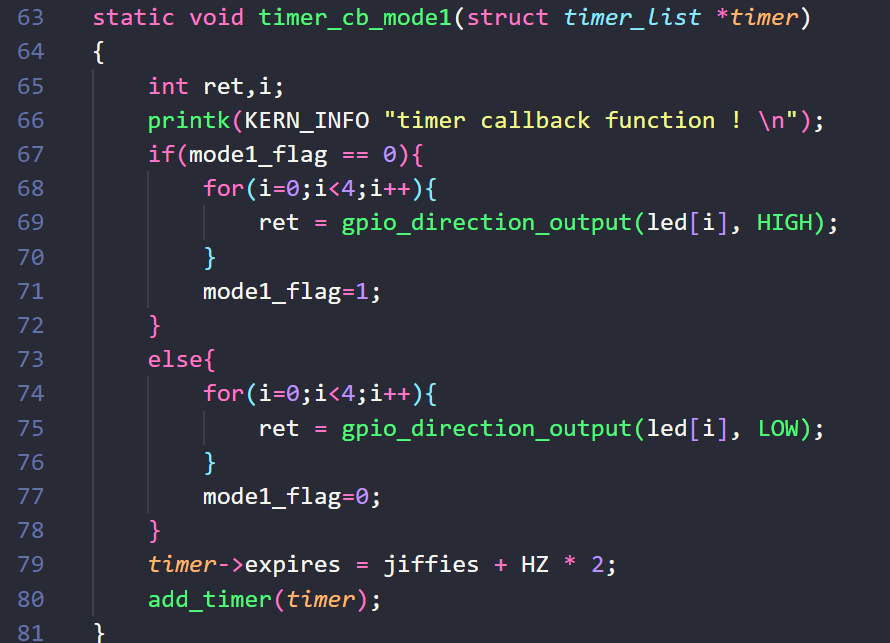 63 static void timer_cb_mode1(struct timer_list *timer)
64 {
65     int ret,i;
66     printk(KERN_INFO "timer callback function ! \n");
67     if(mode1_flag == 0){
68         for(i=0;i<4;i++){
69             ret = gpio_direction_output(led[i], HIGH);
70         }
71         mode1_flag=1;
72     }
73     else{
74         for(i=0;i<4;i++){
75             ret = gpio_direction_output(led[i], LOW);
76         }
77         mode1_flag=0;
78     }
79     timer->expires = jiffies + HZ * 2;
80     add_timer(timer);
81 }